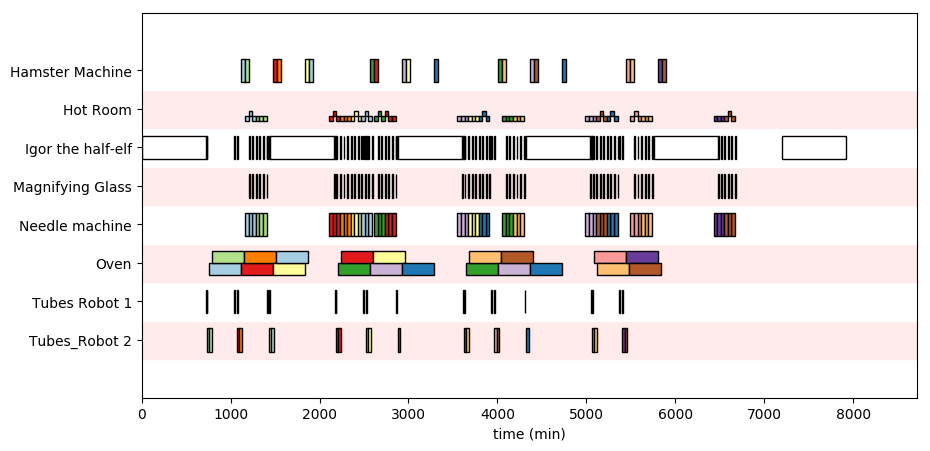 Hamster Machine
Hot Room
Igor the half-elf
Magnifying Glass
Needle machine
Oven
Tubes Robot 1
Tubes_Robot 2
0 1000 2000 3000 4000 5000 6000 7000 8000
time (min)